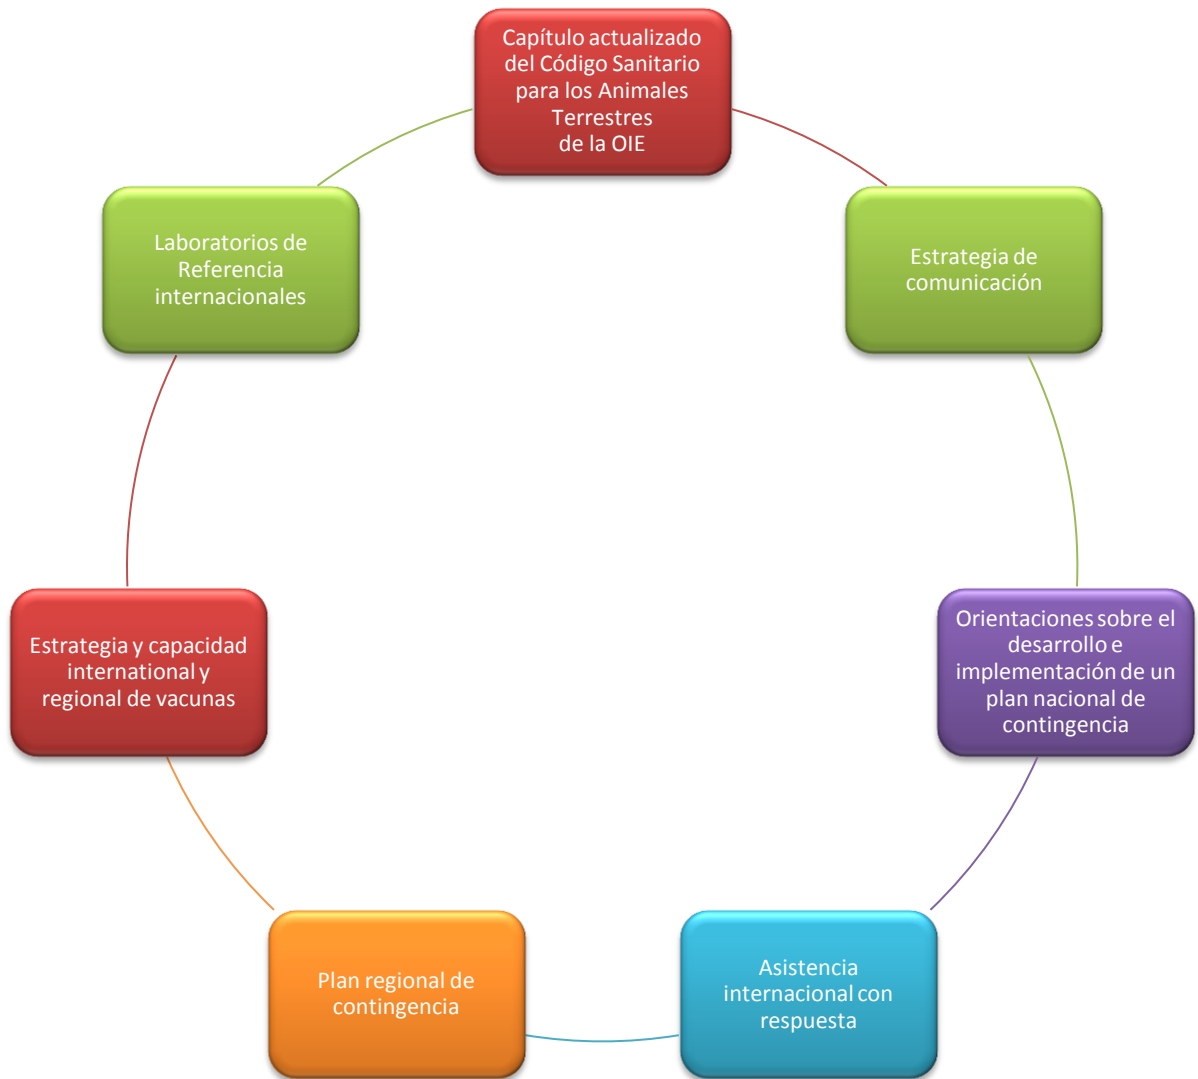 Capítulo actualizado
del Código Sanitario
para los Animales
Terrestres
de la OIE
Estrategia de
comunicación
Orientaciones sobre el
desarrollo e
implementación de un
plan nacional de
contingencia
Asistencia
internacional con
respuesta
Plan regional de
contingencia
Estrategia y capacidad
international y
regional de vacunas
Laboratorios de
Referencia
internacionales